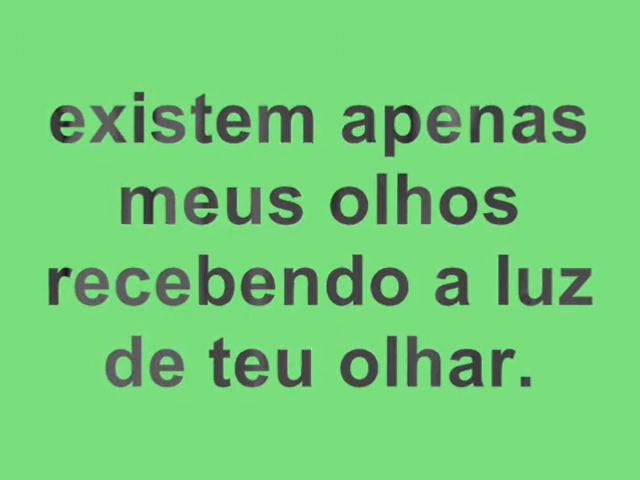 existem apenas
meus olhos
recebendo a luz
de teu olhar.